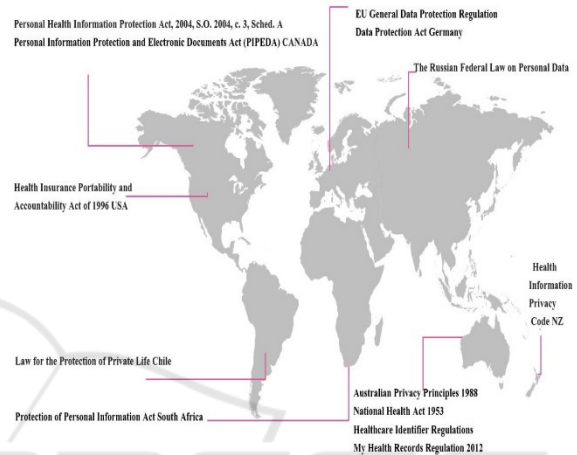 Personal Health Information Protection Act, 2004, S.O. 2004, c. 3, Sched. A
Personal Information Protection and Electronic Documents Act (PIPEDA) CANADA
EU General Data Protection Regulation
Data Protection Act Germany
The Russian Federal Law on Personal Data
Health Insurance Portability and
Accountability Act of 1996 USA
Health
Information
Privacy
Code NZ
Law for the Protection of Private Life Chile
Protection of Personal Information Act South Africa
Australian Privacy Principles 1988
National Health Act 1953
Healthcare Identifier Regulations
My Health Records Regulation 2012